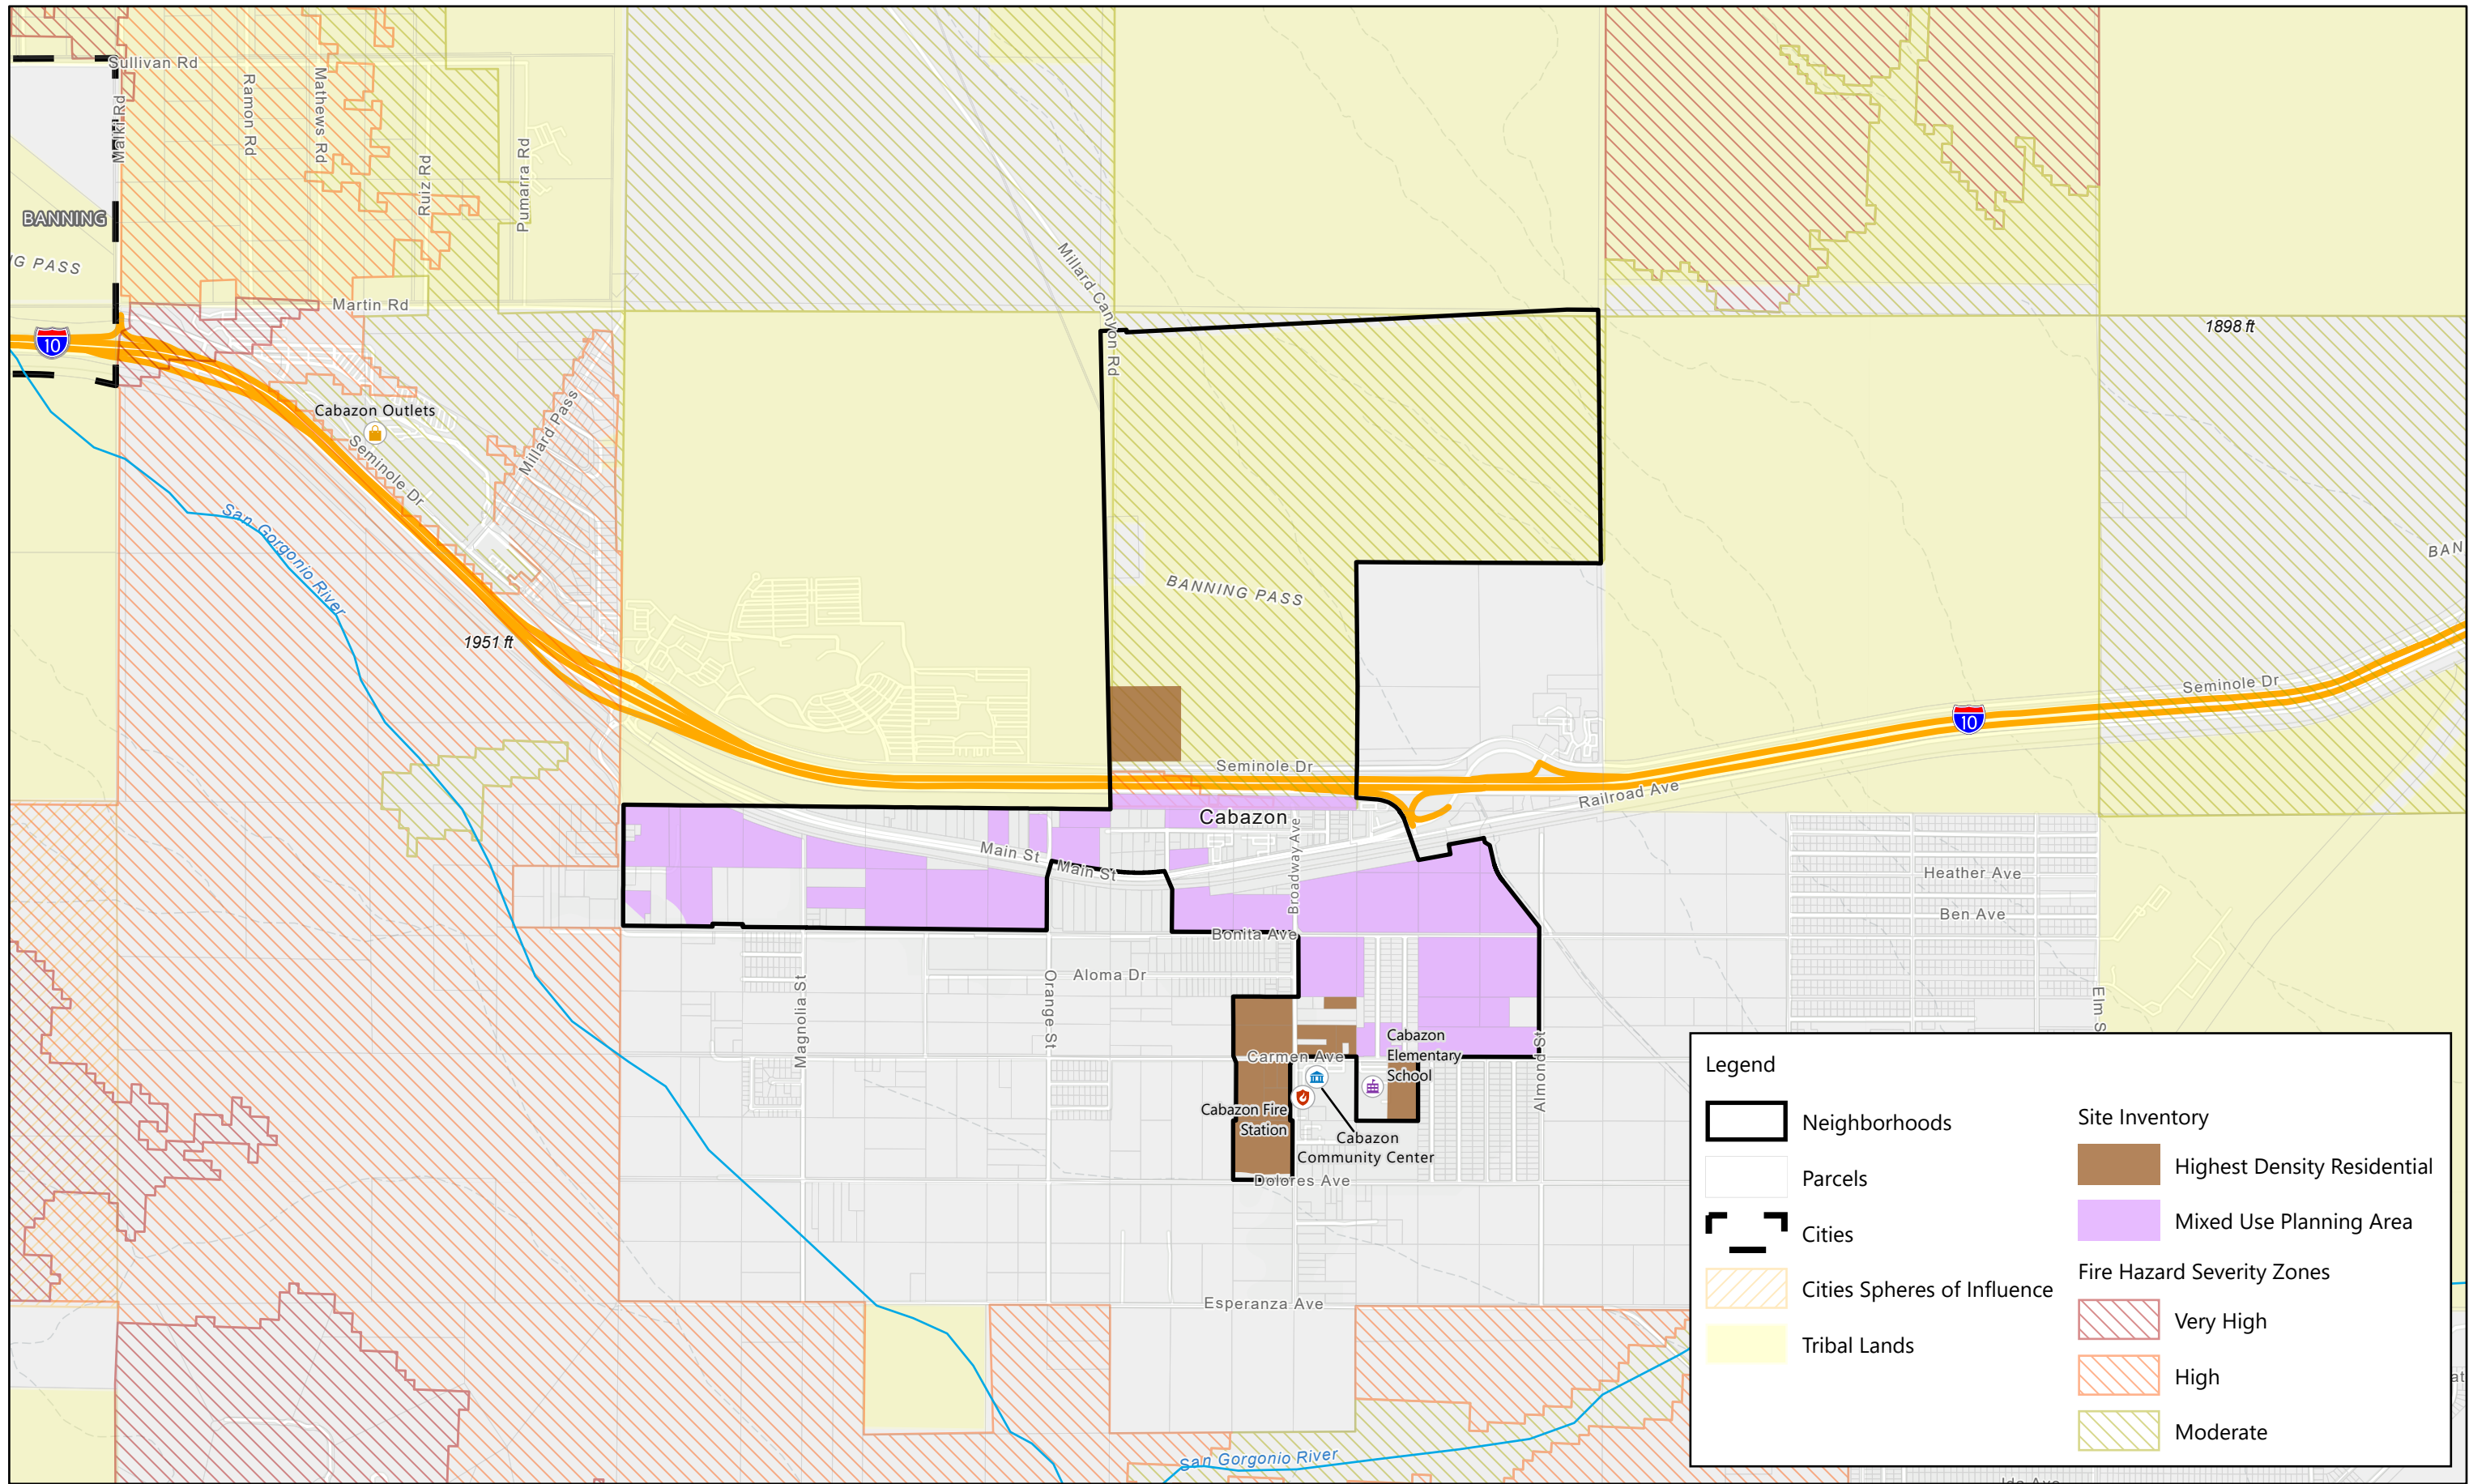 Sullivan Rd
Malki Rd
Ramon Rd
Mathews Rd
Ruiz Rd
Pumarra Rd
BANNING
NG PASS
Martin Rd
10
Millard Canyon Rd
1898 ft
Cabazon Outlets
Seminole Dr
Millard Pass
San Gorgonio River
1951 ft
BANNING PASS
BAN
Seminole Dr
10
Seminole Dr
Railroad Ave
Cabazon
Main St
Main St
Broadway Ave
Heather Ave
Ben Ave
Bonita Ave
Aloma Dr
Magnolia St
Orange St
Almond St
Elm S
Carmen Ave
Cabazon
Elementary
School
Cabazon Fire
Station
Cabazon
Community Center
Dolores Ave
Esperanza Ave
San Gorgonio River
Legend
Neighborhoods
Parcels
Cities
Cities Spheres of Influence
Tribal Lands
Site Inventory
Highest Density Residential
Mixed Use Planning Area
Fire Hazard Severity Zones
Very High
High
Moderate
at